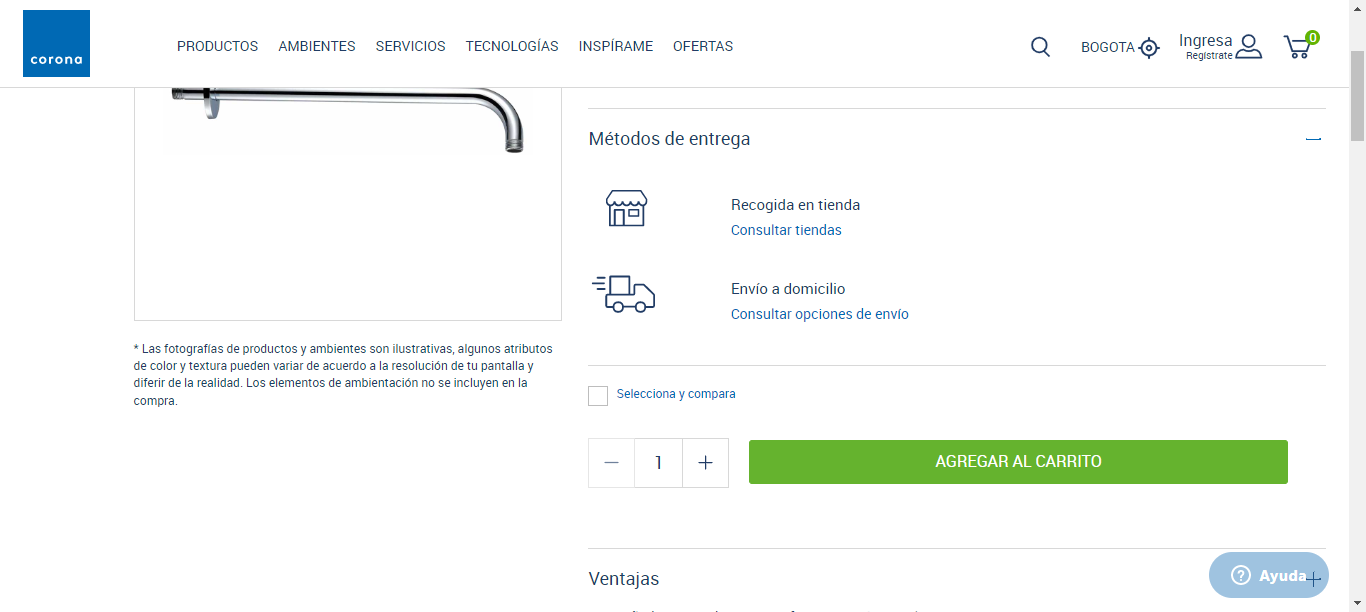 corona
PRODUCTOS
AMBIENTES
SERVICIOS
TECNOLOGÍAS
INSPÍRAME
OFERTAS
BOGOTA
Ingresa
Regístrate
0
Métodos de entrega
Recogida en tienda
Consultar tiendas
Envío a domicilio
Consultar opciones de envío
* Las fotografías de productos y ambientes son ilustrativas, algunos atributos
de color y textura pueden variar de acuerdo a la resolución de tu pantalla y
diferir de la realidad. Los elementos de ambientación no se incluyen en la
compra.
Selecciona y compara
1
AGREGAR AL CARRITO
Ventajas
Ayuda